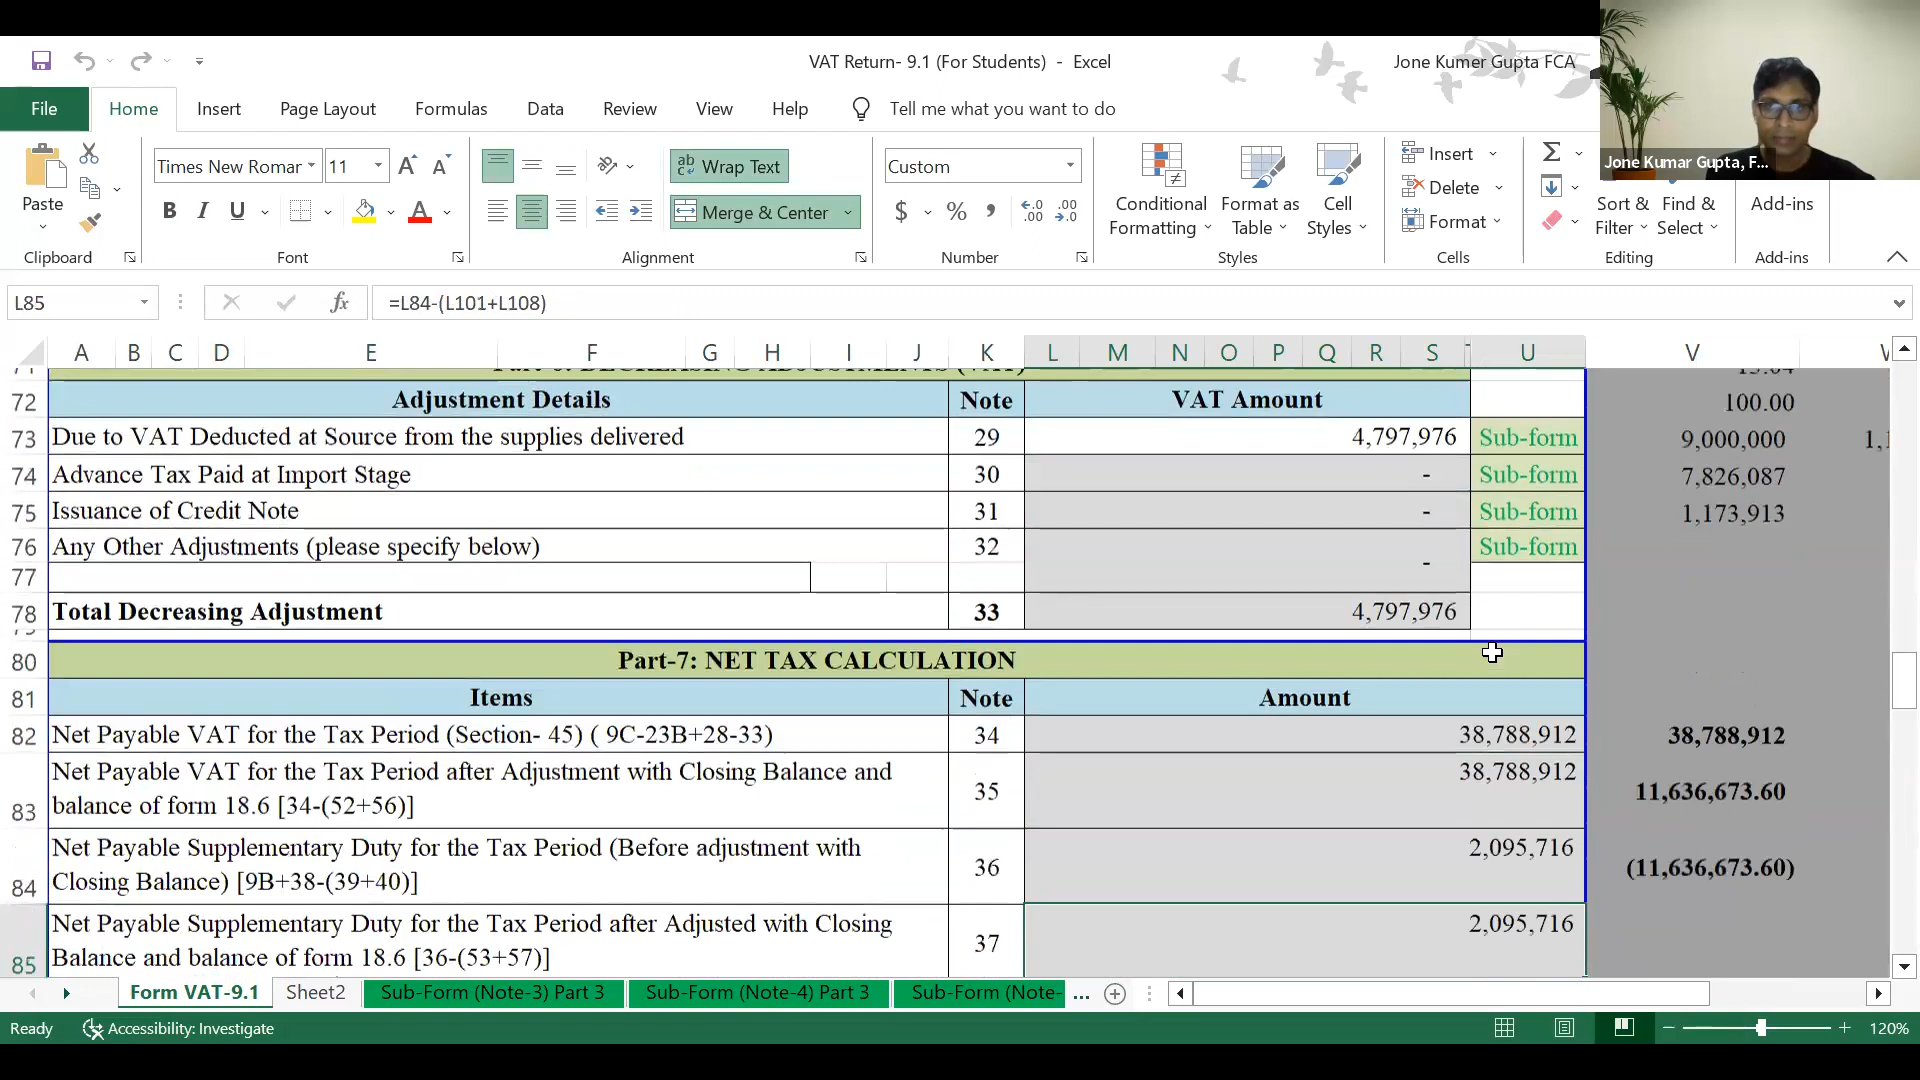 VAT Return- 9.1 (For Students) - Excel
Jone Kumer Gupta FCA
Jone Kumar Gupta, F...
File Home Insert Page Layout Formulas Data Review View Help Tell me what you want to do
Paste
Clipboard
Times New Romar 11
B I U
Font
ab Wrap Text
Merge & Center
Alignment
Custom
$ % ,
Number
Conditional Formatting
Format as Table
Cell Styles
Styles
Insert
Delete
Format
Cells
Sort & Filter
Find & Select
Editing
Add-ins
Add-ins
L85 fx =L84-(L101+L108)
A B C D E F G H I J K L M N O P Q R S U V
72 Adjustment Details Note VAT Amount 100.00
73 Due to VAT Deducted at Source from the supplies delivered 29 4,797,976 Sub-form 9,000,000
74 Advance Tax Paid at Import Stage 30 - Sub-form 7,826,087
75 Issuance of Credit Note 31 - Sub-form 1,173,913
76 Any Other Adjustments (please specify below) 32 - Sub-form
77
78 Total Decreasing Adjustment 33 4,797,976
80 Part-7: NET TAX CALCULATION
81 Items Note Amount
82 Net Payable VAT for the Tax Period (Section- 45) ( 9C-23B+28-33) 34 38,788,912 38,788,912
Net Payable VAT for the Tax Period after Adjustment with Closing Balance and 38,788,912
83 balance of form 18.6 [34-(52+56)] 35 11,636,673.60
Net Payable Supplementary Duty for the Tax Period (Before adjustment with 2,095,716
84 Closing Balance) [9B+38-(39+40)] 36 (11,636,673.60)
Net Payable Supplementary Duty for the Tax Period after Adjusted with Closing 2,095,716
85 Balance and balance of form 18.6 [36-(53+57)] 37
Form VAT-9.1 Sheet2 Sub-Form (Note-3) Part 3 Sub-Form (Note-4) Part 3 Sub-Form (Note- ...
Ready Accessibility: Investigate 120%